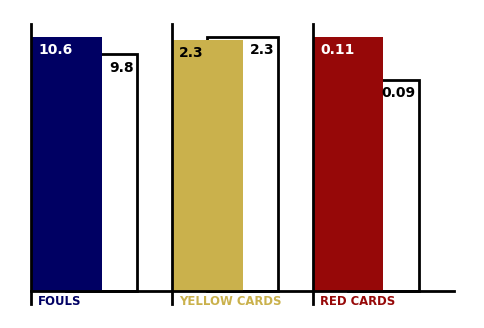 10.6
9.8
2.3
2.3
0.11
0.09
FOULS
YELLOW CARDS
RED CARDS